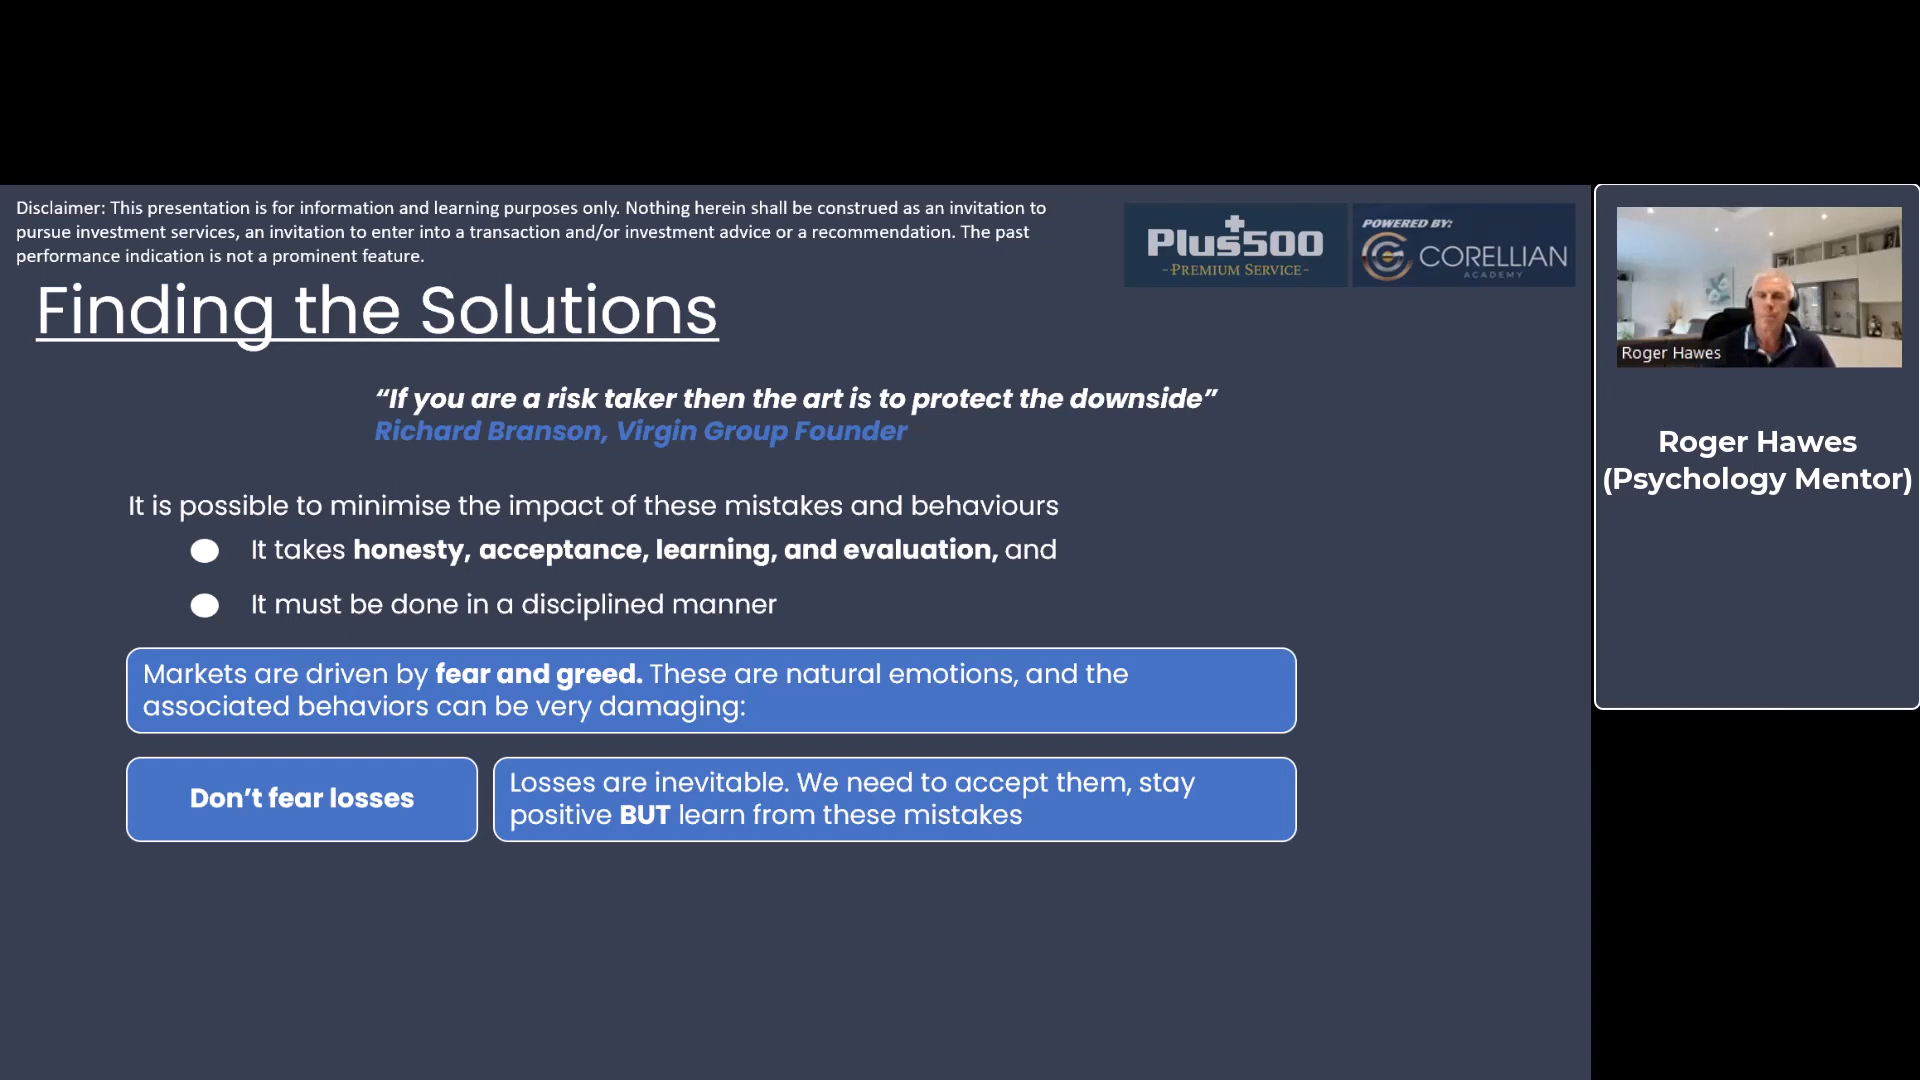 Disclaimer: This presentation is for information and learning purposes only. Nothing herein shall be construed as an invitation to
pursue investment services, an invitation to enter into a transaction and/or investment advice or a recommendation. The past
performance indication is not a prominent feature.
Plus500
-PREMIUM SERVICE-
POWERED BY:
CORELLIAN
ACADEMY
Finding the Solutions
“If you are a risk taker then the art is to protect the downside”
Richard Branson, Virgin Group Founder
It is possible to minimise the impact of these mistakes and behaviours
It takes honesty, acceptance, learning, and evaluation, and
It must be done in a disciplined manner
Markets are driven by fear and greed. These are natural emotions, and the
associated behaviors can be very damaging:
Don’t fear losses
Losses are inevitable. We need to accept them, stay
positive BUT learn from these mistakes
Roger Hawes
Roger Hawes
(Psychology Mentor)